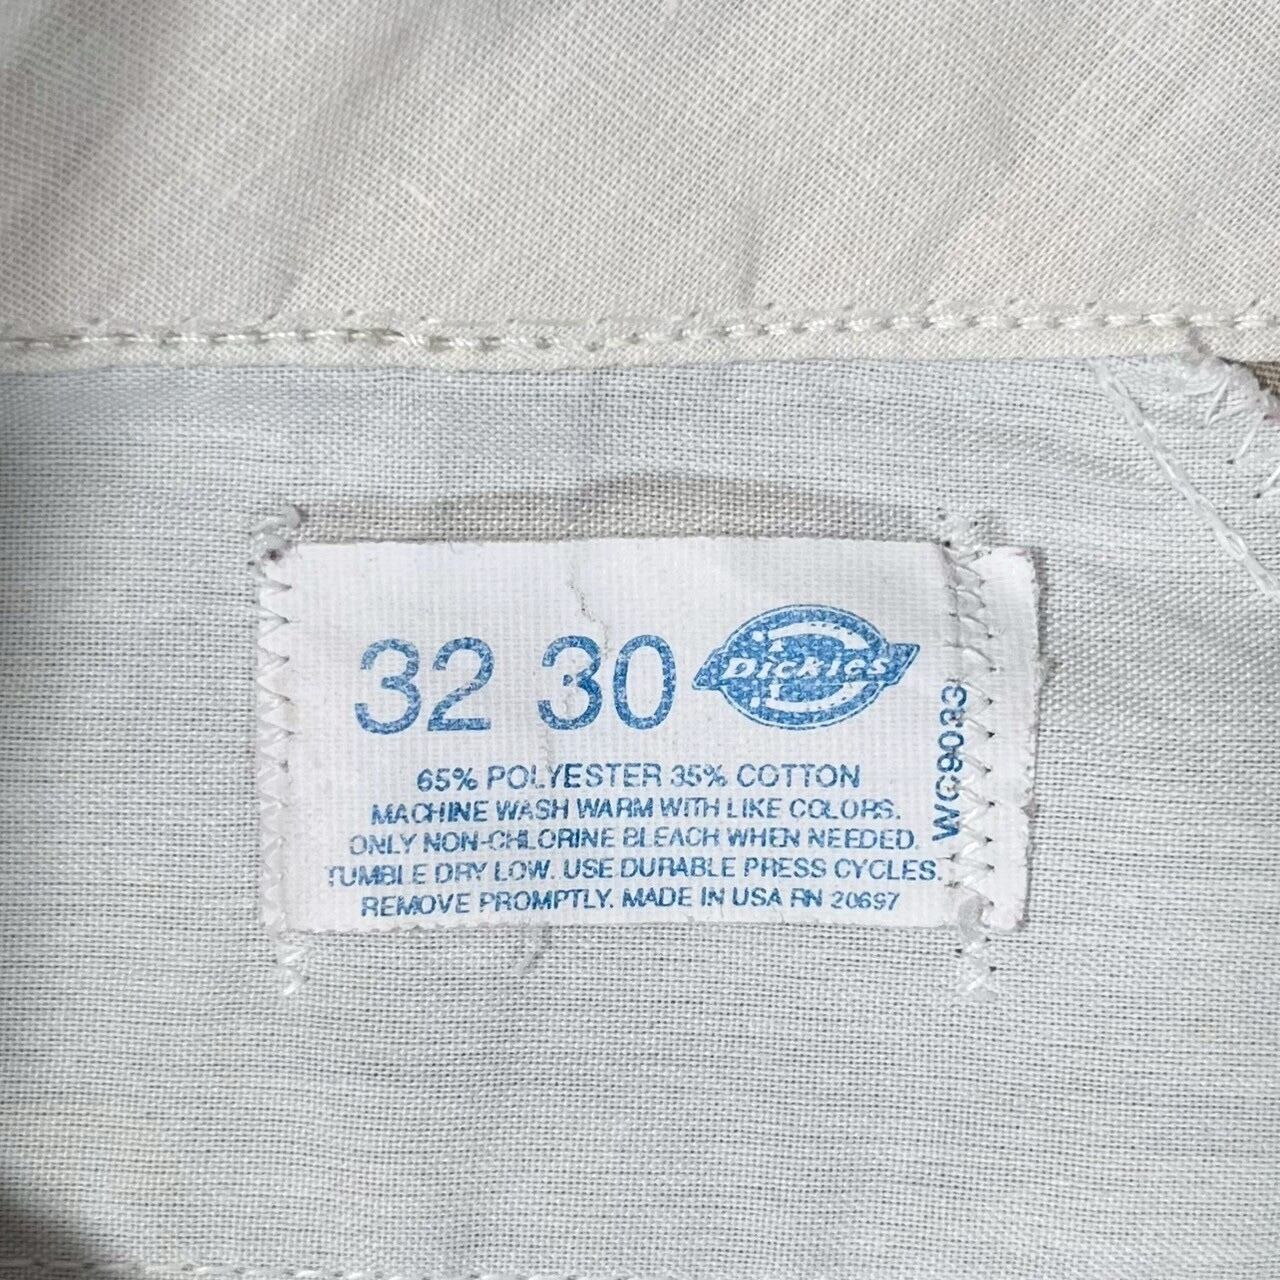 32 30 Dickies
65% POLYESTER 35% COTTON
MACHINE WASH WARM WITH LIKE COLORS.
ONLY NON-CHLORINE BLEACH WHEN NEEDED.
TUMBLE DRY LOW. USE DURABLE PRESS CYCLES.
REMOVE PROMPTLY. MADE IN USA RN 20697
WC9033